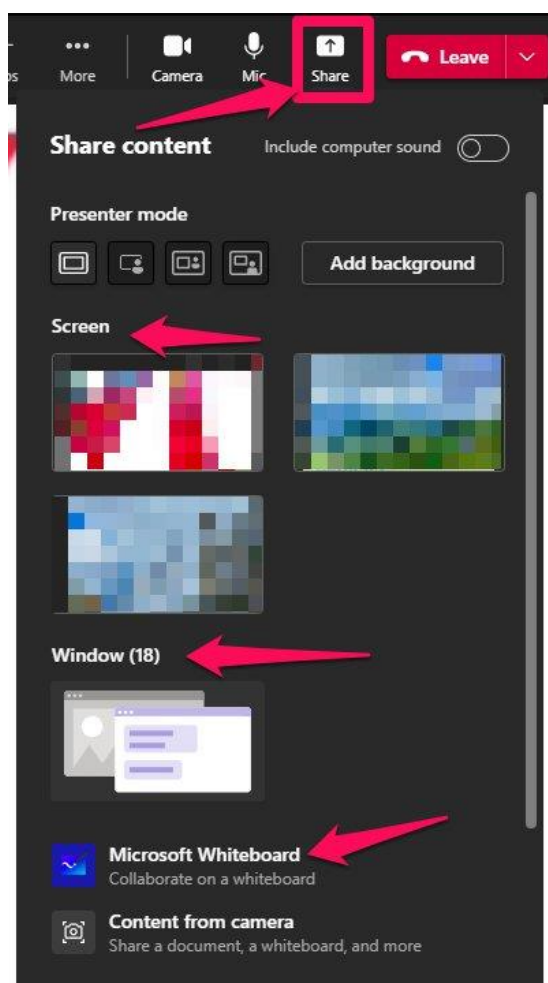 More
Camera
Mic
Share
Leave
Share content
Include computer sound
Presenter mode
Add background
Screen
Window (18)
Microsoft Whiteboard
Collaborate on a whiteboard
Content from camera
Share a document, a whiteboard, and more